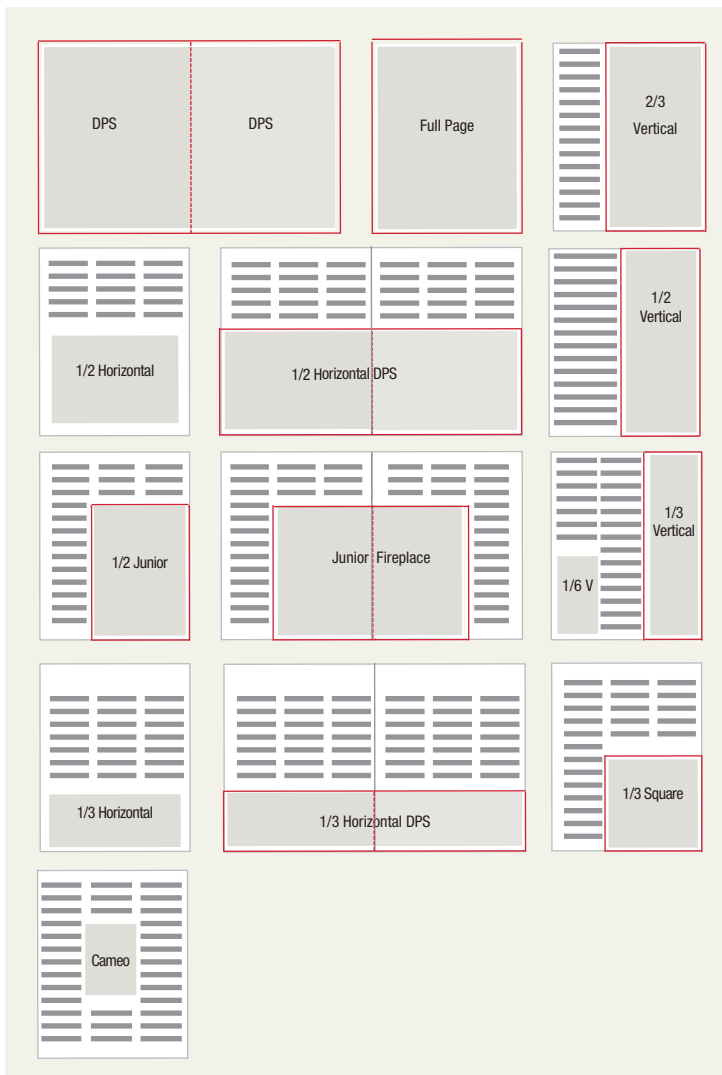 DPS
DPS
Full Page
2/3
Vertical
1/2 Horizontal
1/2 Horizontal DPS
1/2
Vertical
1/2 Junior
Junior Fireplace
1/3
Vertical
1/6 V
1/3 Horizontal
1/3 Horizontal DPS
1/3 Square
Cameo